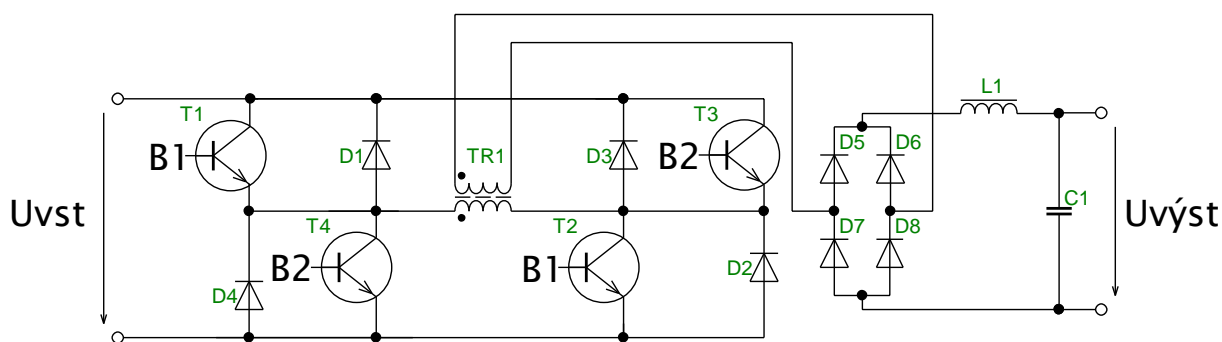 L1
T1
T3
B1
D1
TR1
D3
B2
D5
D6
Uvst
T4
T2
D7
D8
C1
Uvýst
B2
B1
D2
D4